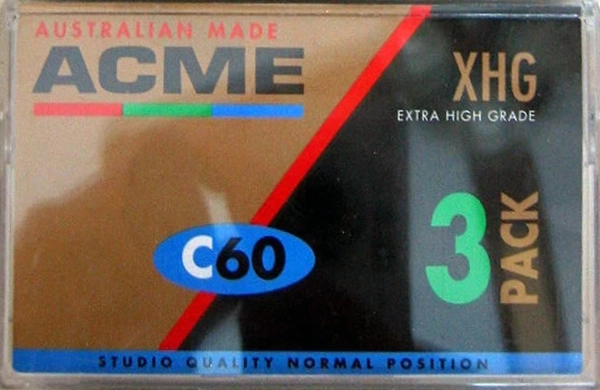 AUSTRALIAN MADE
ACME
XHG
EXTRA HIGH GRADE
C60
3 PACK
STUDIO QUALITY NORMAL POSITION